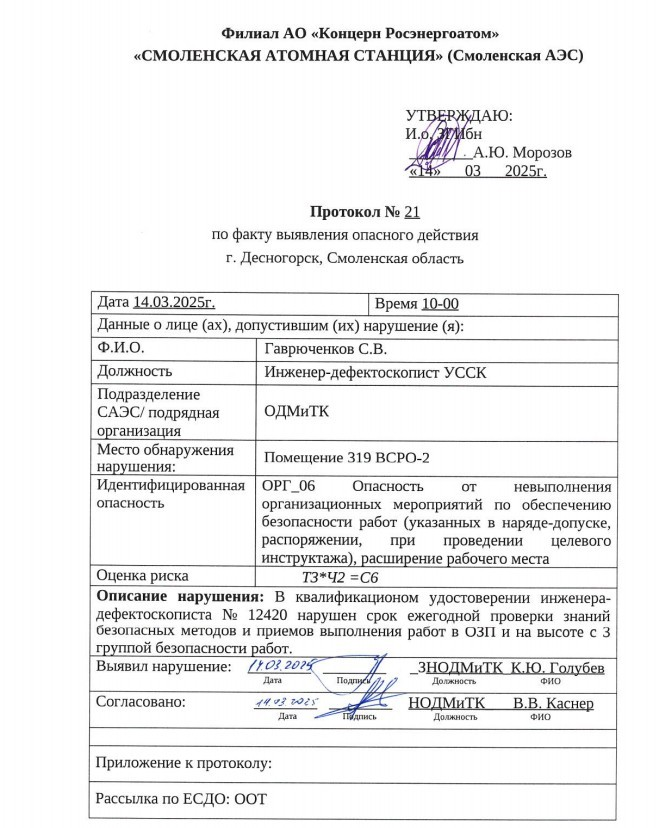 Филиал АО «Концерн Росэнергоатом»
«СМОЛЕНСКАЯ АТОМНАЯ СТАНЦИЯ» (Смоленская АЭС)
УТВЕРЖДАЮ:
И.о. ЗГИбн
А.Ю. Морозов
«14» 03 2025г.
Протокол № 21
по факту выявления опасного действия
г. Десногорск, Смоленская область
Дата 14.03.2025г. Время 10-00
Данные о лице (ах), допустившим (их) нарушение (я):
Ф.И.О. Гаврюченков С.В.
Должность Инженер-дефектоскопист УССК
Подразделение
САЭС/ подрядная
организация
ОДМиТК
Место обнаружения
нарушения:
Помещение 319 ВСРО-2
Идентифицированная
опасность
ОРГ_06 Опасность от невыполнения
организационных мероприятий по обеспечению
безопасности работ (указанных в наряде-допуске,
распоряжении, при проведении целевого
инструктажа), расширение рабочего места
Оценка риска Т3*Ч2 =С6
Описание нарушения: В квалификационом удостоверении инженера-
дефектоскописта № 12420 нарушен срок ежегодной проверки знаний
безопасных методов и приемов выполнения работ в ОЗП и на высоте с 3
группой безопасности работ.
Выявил нарушение: 14.03.2025 ЗНОДМиТК К.Ю. Голубев
Дата Подпись Должность ФИО
Согласовано: 14.03.2025 НОДМиТК В.В. Каснер
Дата Подпись Должность ФИО
Приложение к протоколу:
Рассылка по ЕСДО: ООТ